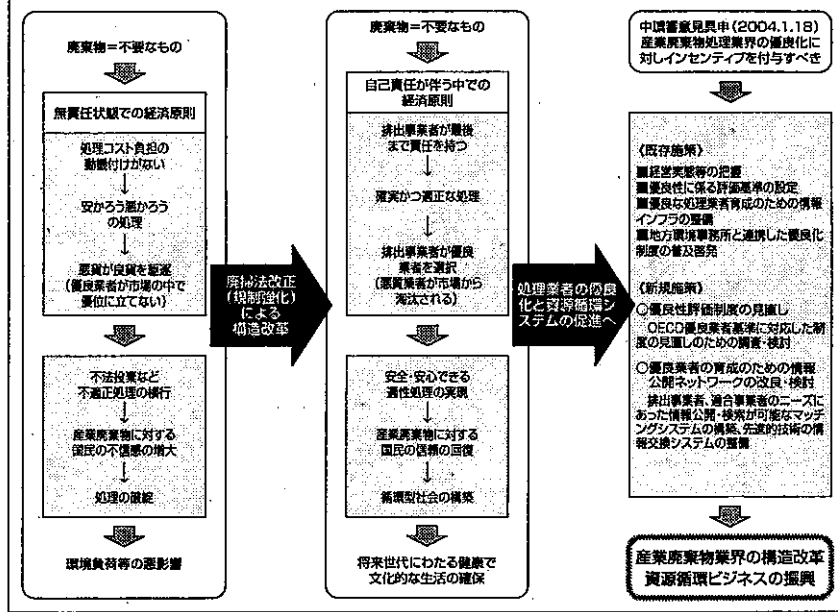 廃棄物＝不要なもの
無責任状態での経済原則
処理コスト負担の
動機付けがない
↓
安かろう悪かろう
の処理
↓
悪貨が良貨を駆逐
(優良業者が市場の中で
優位に立てない)
不法投棄など
不適正処理の横行
↓
産業廃棄物に対する
国民の不信感の増大
↓
処理の破綻
環境負荷等の悪影響
廃掃法改正
(規制強化)
による
構造改革
廃棄物＝不要なもの
自己責任が伴う中での
経済原則
排出事業者が最後
まで責任を持つ
↓
確実かつ適正な処理
↓
排出事業者が優良
業者を選択
(悪質業者が市場から
淘汰される)
安全・安心できる
適性処理の実現
↓
産業廃棄物に対する
国民の信頼の回復
↓
循環型社会の構築
将来世代にわたる健康で
文化的な生活の確保
処理業者の優良
化と資源循環シ
ステムの促進へ
中環審意見具申(2004.1.18)
産業廃棄物処理業界の優良化に
対しインセンティブを付与すべき
《既存施策》
■経営実態等の把握
■優良性に係る評価基準の設定
■優良な処理業者育成のための情報
インフラの整備
■地方環境事務所と連携した優良化
制度の普及啓発
《新規施策》
○優良性評価制度の見直し
OECD優良業者基準に対応した制
度の見直しのための調査・検討
○優良業者の育成のための情報
公開ネットワークの改良・検討
排出事業者、適合事業者のニーズに
あった情報公開・検索が可能なマッチ
ングシステムの構築、先進的技術の情
報交換システムの整備
産業廃棄物業界の構造改革
資源循環ビジネスの振興